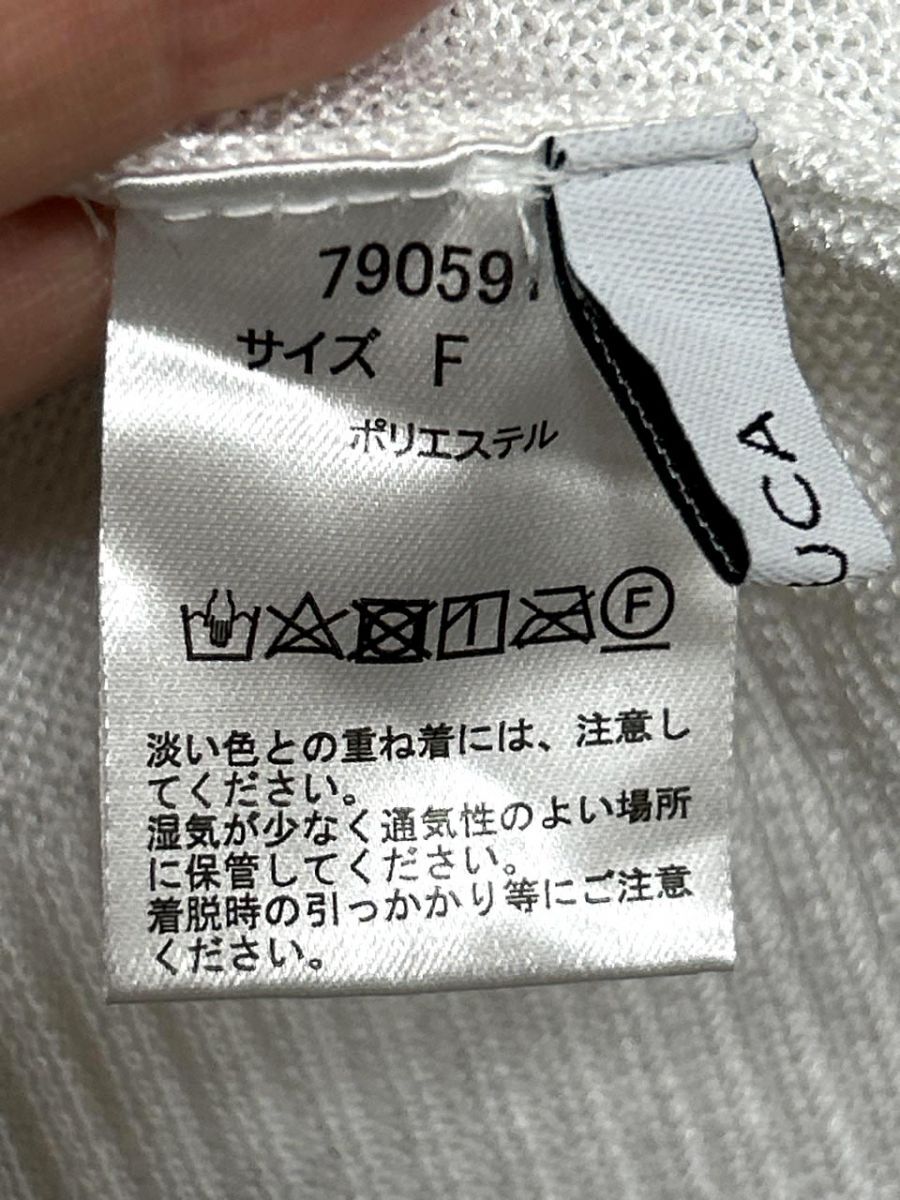 79059
サイズ F
ポリエステル
F
淡い色との重ね着には、注意し
てください。
湿気が少なく通気性のよい場所
に保管してください。
着脱時の引っかかり等にご注意
ください。
UCA